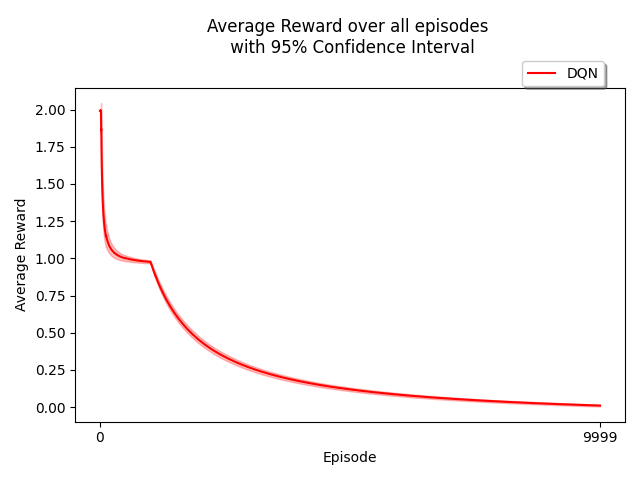 Average Reward over all episodes
with 95% Confidence Interval
DQN
2.00
1.75
1.50
1.25
1.00
0.75
0.50
0.25
0.00
Average Reward
0
9999
Episode